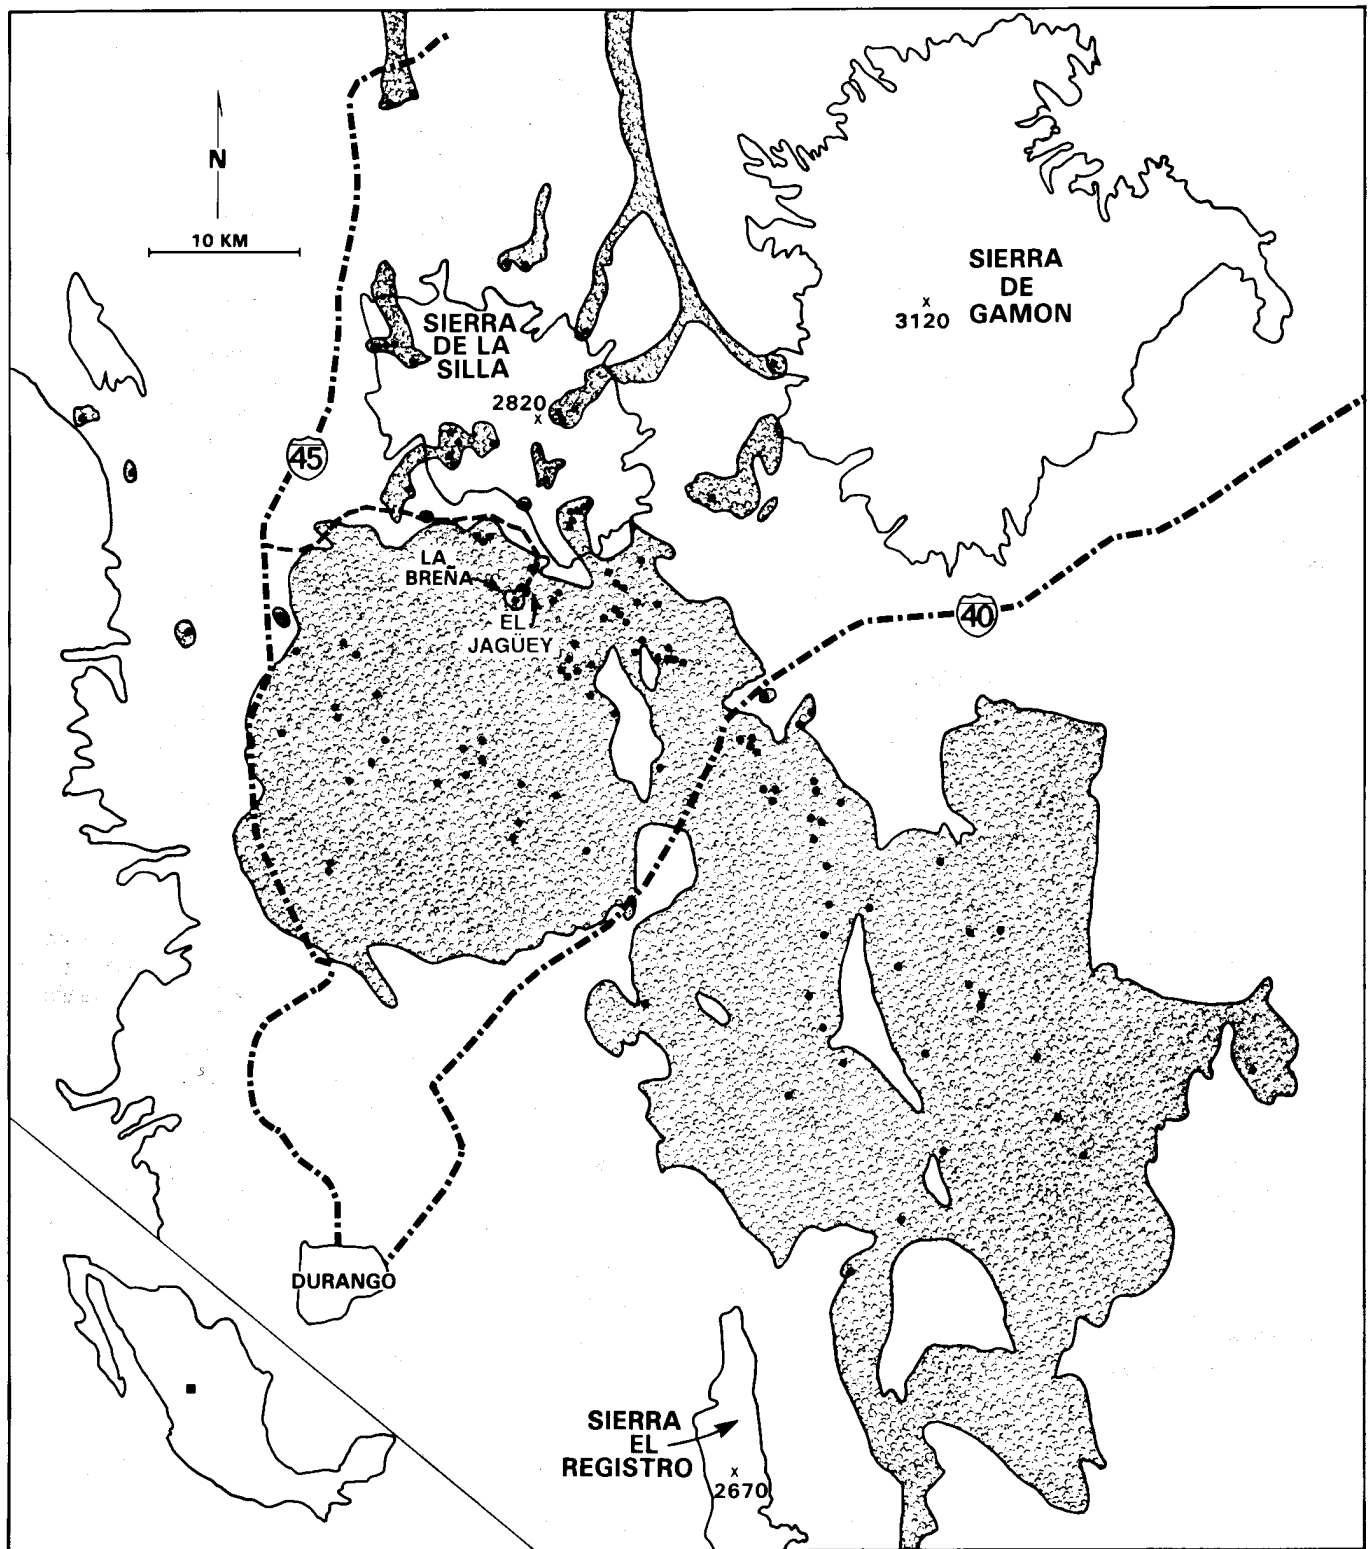 N
10 KM
SIERRA
DE
GAMON
x
3120
SIERRA
DE LA
SILLA
2820
x
45
LA
BREÑA
EL
JAGÜEY
40
DURANGO
SIERRA
EL
REGISTRO
x
2670